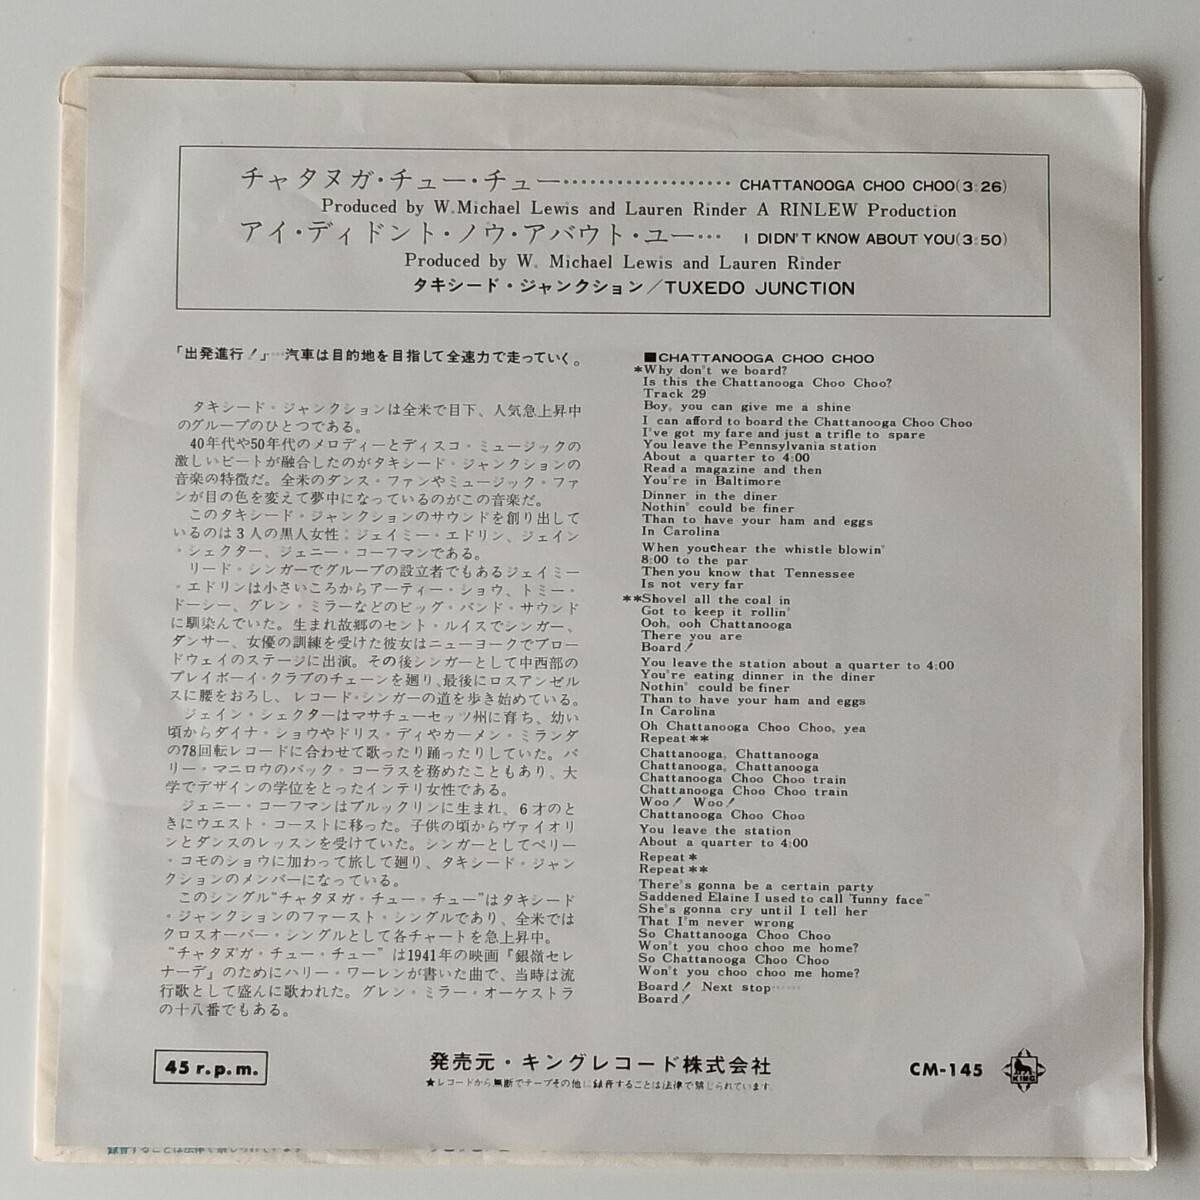 チャタヌガ・チュー・チュー………………… CHATTANOOGA CHOO CHOO(3:26)
Produced by W.Michael Lewis and Lauren Rinder A RINLEW Production
アイ・ディドント・ノウ・アバウト・ユー… I DIDN'T KNOW ABOUT YOU(3:50)
Produced by W. Michael Lewis and Lauren Rinder
タキシード・ジャンクション／TUXEDO JUNCTION
「出発進行！」…汽車は目的地を目指して全速力で走っていく。
タキシード・ジャンクションは全米で目下、人気急上昇中
のグループのひとつである。
40年代や50年代のメロディーとディスコ・ミュージックの
激しいビートが融合したのがタキシード・ジャンクションの
音楽の特徴だ。全米のダンス・ファンやミュージック・ファ
ンが目の色を変えて夢中になっているのがこの音楽だ。
このタキシード・ジャンクションのサウンドを創り出して
いるのは3人の黒人女性：ジェイミー・エドリン、ジェイン
・シェクター、ジェニー・コーフマンである。
リード・シンガーでグループの設立者でもあるジェイミー
・エドリンは小さいころからアーティー・ショウ、トミー・
ドーシー、グレン・ミラーなどのビッグ・バンド・サウンド
に馴染んでいた。生まれ故郷のセント・ルイスでシンガー、
ダンサー、女優の訓練を受けた彼女はニューヨークでブロー
ドウェイのステージに出演。その後シンガーとして中西部の
プレイボーイ・クラブのチェーンを廻り、最後にロスアンゼル
スに腰をおろし、レコード・シンガーの道を歩き始めている。
ジェイン・シェクターはマサチューセッツ州に育ち、幼い
頃からダイナ・ショウやドリス・ディやカーメン・ミランダ
の78回転レコードに合わせて歌ったり踊ったりしていた。バ
リー・マニロウのバック・コーラスを務めたこともあり、大
学でデザインの学位をとったインテリ女性である。
ジェニー・コーフマンはブルックリンに生まれ、6才のと
きにウエスト・コーストに移った。子供の頃からヴァイオリ
ンとダンスのレッスンを受けていた。シンガーとしてペリー
・コモのショウに加わって旅して廻り、タキシード・ジャン
クションのメンバーになっている。
このシングル“チャタヌガ・チュー・チュー”はタキシード
・ジャンクションのファースト・シングルであり、全米では
クロスオーバー・シングルとして各チャートを急上昇中。
“チャタヌガ・チュー・チュー”は1941年の映画『銀嶺セレ
ナーデ』のためにハリー・ウォーレンが書いた曲で、当時は流
行歌として盛んに歌われた。グレン・ミラー・オーケストラ
の十八番でもある。
■CHATTANOOGA CHOO CHOO
*Why don't we board?
Is this the Chattanooga Choo Choo?
Track 29
Boy, you can give me a shine
I can afford to board the Chattanooga Choo Choo
I've got my fare and just a trifle to spare
You leave the Pennsylvania station
About a quarter to 4:00
Read a magazine and then
You're in Baltimore
Dinner in the diner
Nothin' could be finer
Than to have your ham and eggs
In Carolina
When you hear the whistle blowin'
8:00 to the par
Then you know that Tennessee
Is not very far
**Shovel all the coal in
Got to keep it rollin'
Ooh, ooh Chattanooga
There you are
Board!
You leave the station about a quarter to 4:00
You're eating dinner in the diner
Nothin' could be finer
Than to have your ham and eggs
In Carolina
Oh Chattanooga Choo Choo, yea
Repeat **
Chattanooga, Chattanooga
Chattanooga, Chattanooga
Chattanooga Choo Choo train
Chattanooga Choo Choo train
Woo! Woo!
Chattanooga Choo Choo
You leave the station
About a quarter to 4:00
Repeat *
Repeat **
There's gonna be a certain party
Saddened Elaine I used to call "funny face"
She's gonna cry until I tell her
That I'm never wrong
So Chattanooga Choo Choo
Won't you choo choo me home?
So Chattanooga Choo Choo
Won't you choo choo me home?
Board! Next stop……
Board!
45 r.p.m.
発売元・キングレコード株式会社
★レコードから無断でテープその他に録音することは法律で禁じられています。
CM-145
KING